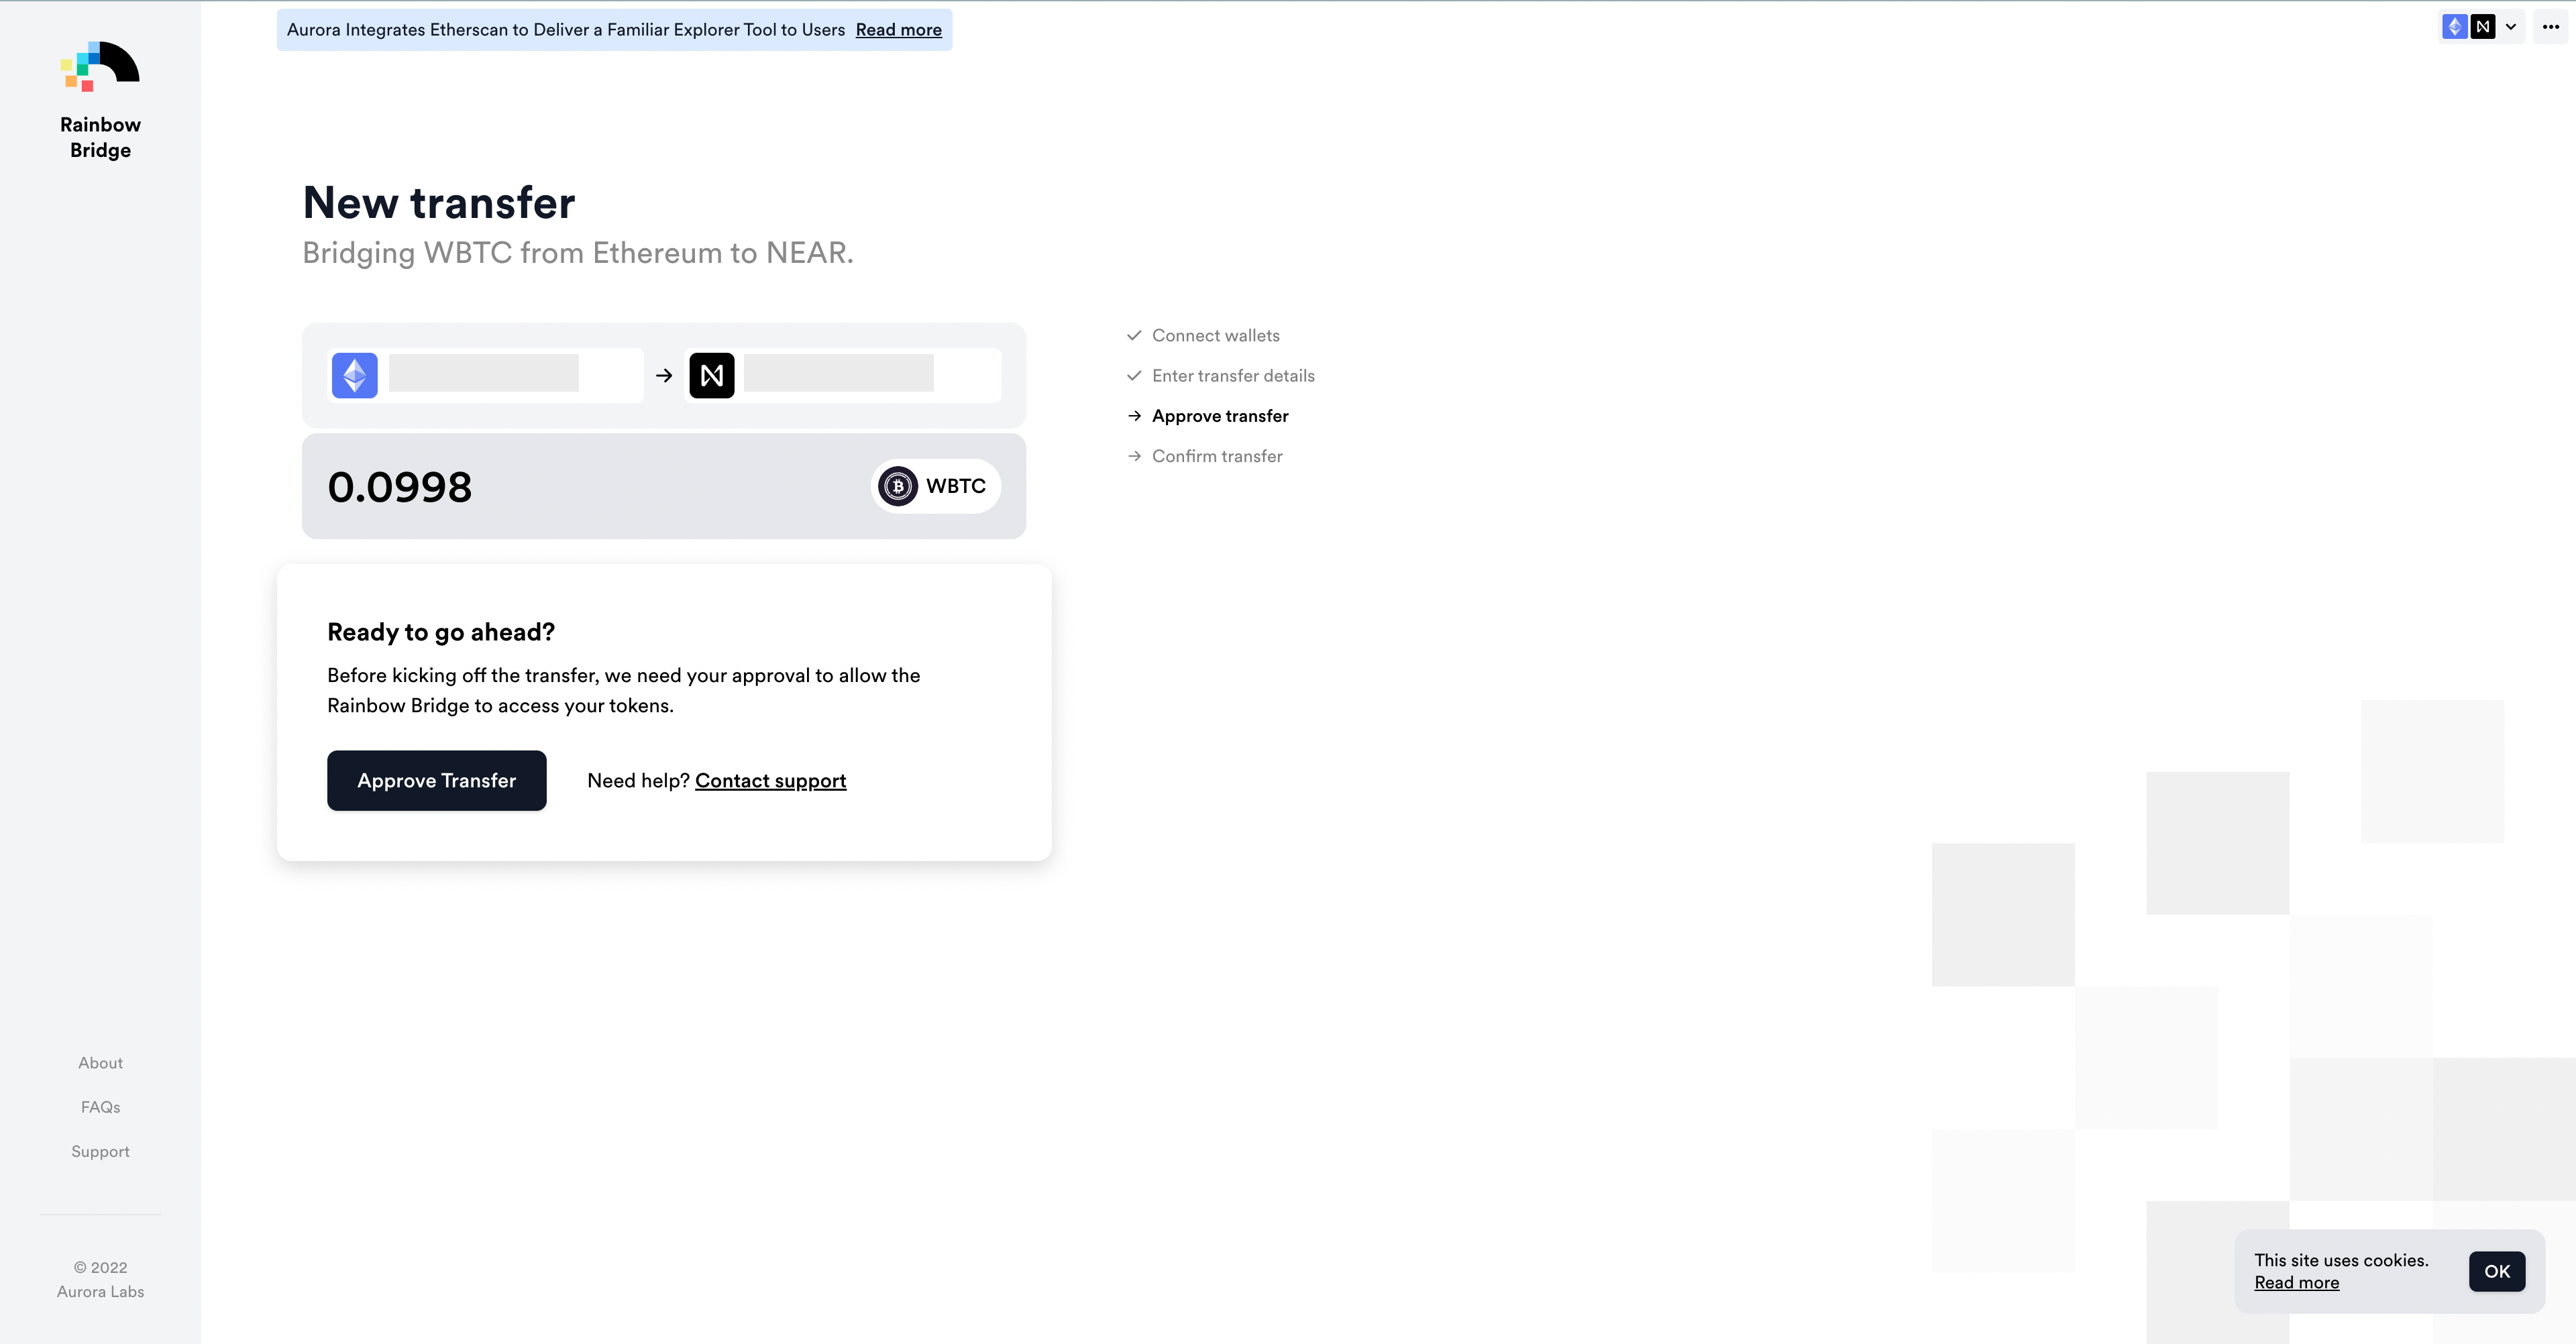 Aurora Integrates Etherscan to Deliver a Familiar Explorer Tool to Users Read more
Rainbow
Bridge
New transfer
Bridging WBTC from Ethereum to NEAR.
0.0998
WBTC
Connect wallets
Enter transfer details
Approve transfer
Confirm transfer
Ready to go ahead?
Before kicking off the transfer, we need your approval to allow the
Rainbow Bridge to access your tokens.
Approve Transfer
Need help? Contact support
About
FAQs
Support
© 2022
Aurora Labs
This site uses cookies.
Read more
OK